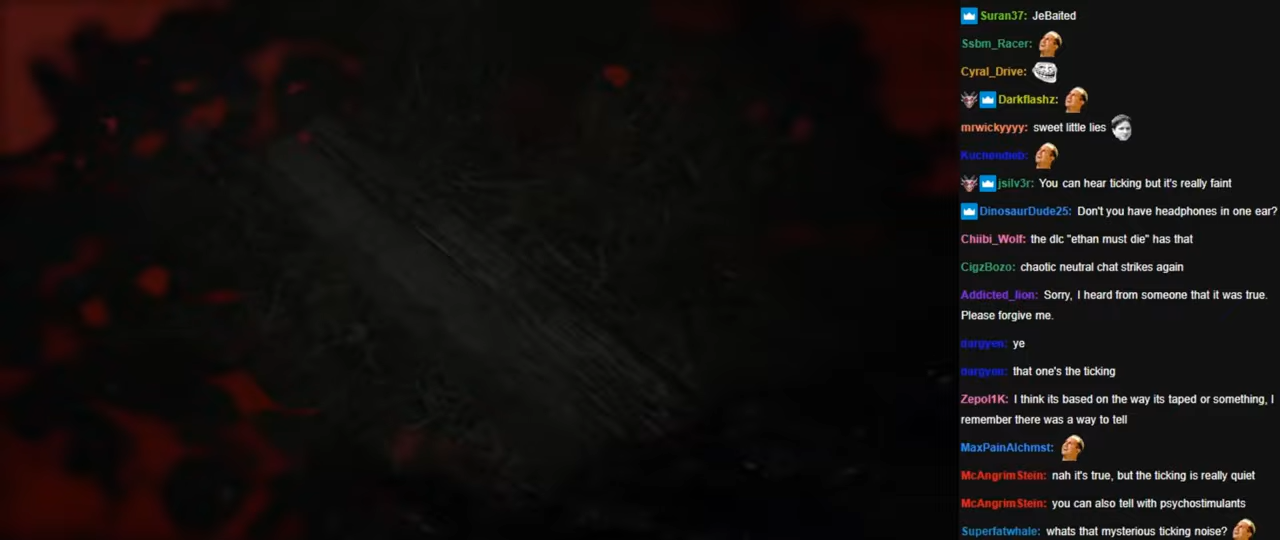 Suran37: JeBaited
Ssbm_Racer:
Cyral_Drive:
Darkflashz:
mrwickyyyy: sweet little lies
Kucnondieb:
jsilv3r: You can hear ticking but it's really faint
DinosaurDude25: Don't you have headphones in one ear?
Chiibi_Wolf: the dlc "ethan must die" has that
CigzBozo: chaotic neutral chat strikes again
Addicted_lion: Sorry, I heard from someone that it was true.
Please forgive me.
dargyen: ye
dargyen: that one's the ticking
Zepol1K: I think its based on the way its taped or something, I
remember there was a way to tell
MaxPainAlchmst:
McAngrimStein: nah it's true, but the ticking is really quiet
McAngrimStein: you can also tell with psychostimulants
Superfatwhale: whats that mysterious ticking noise?